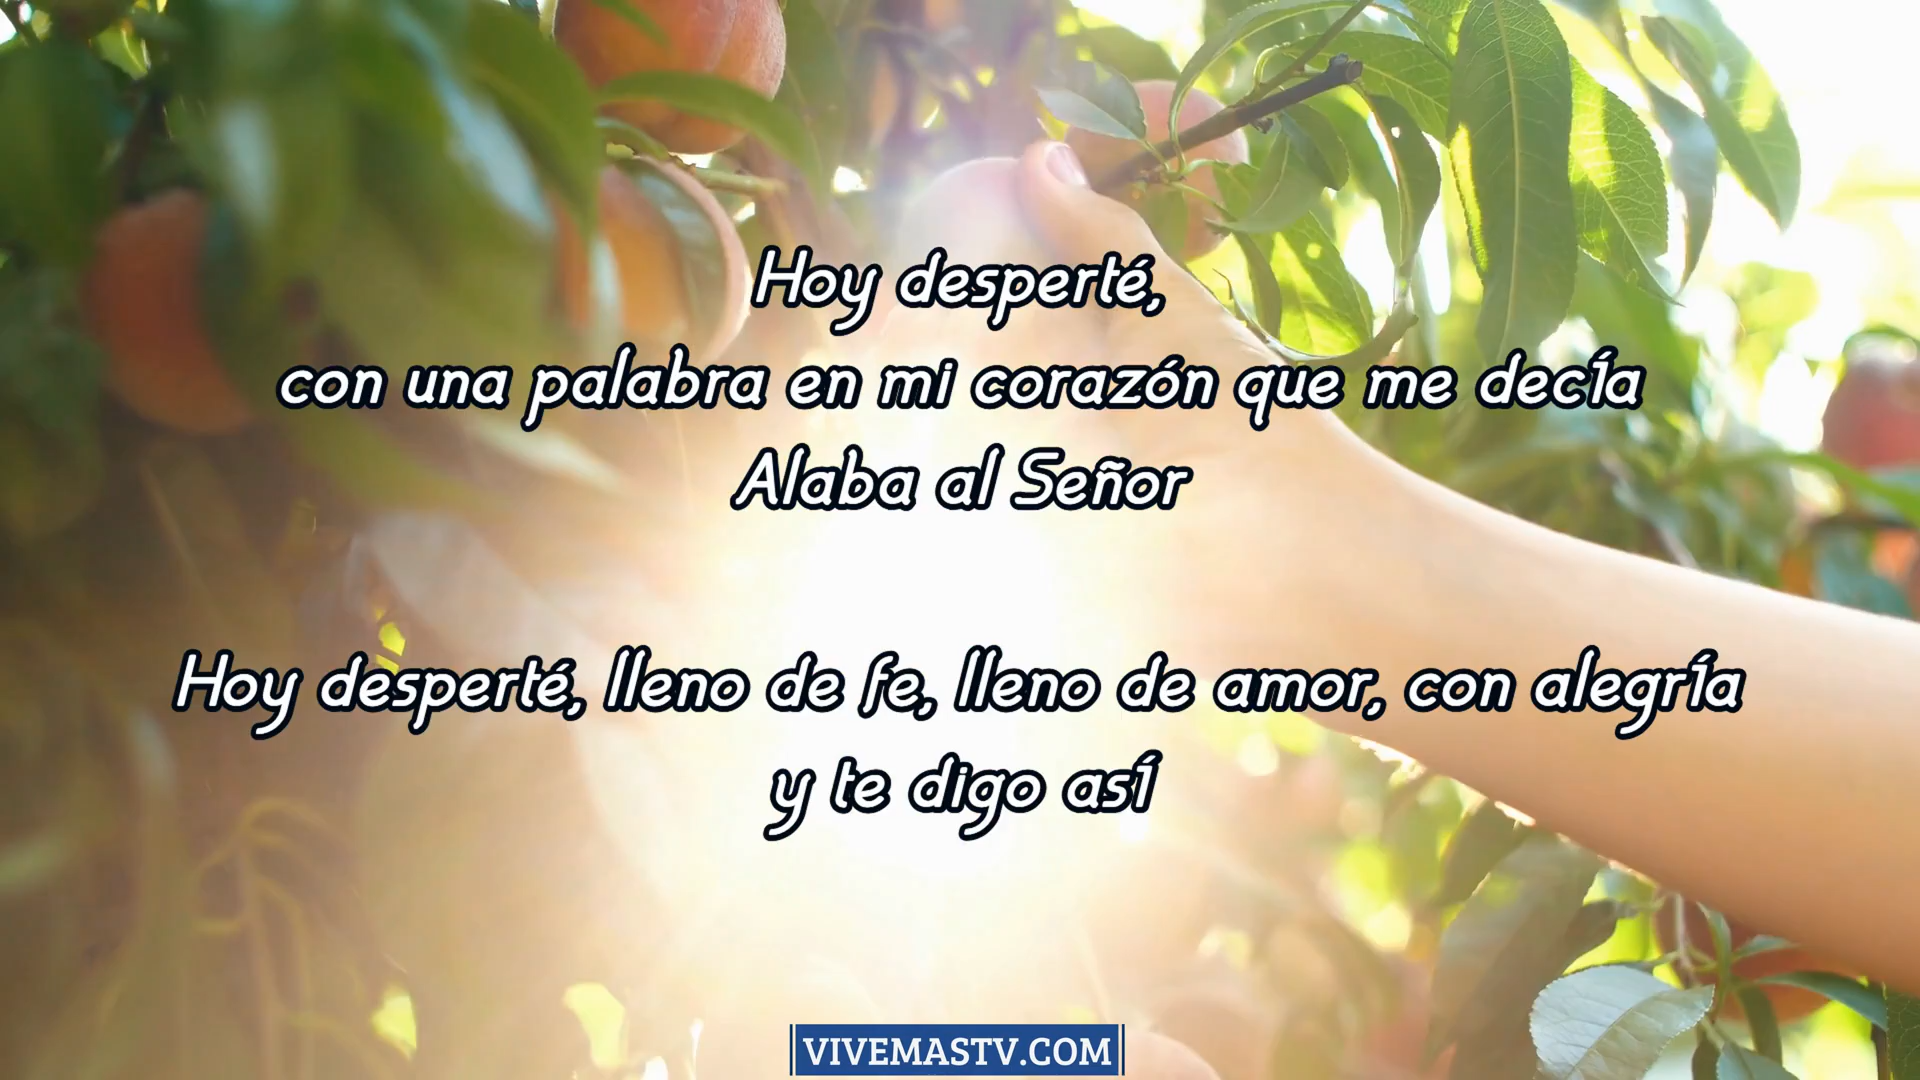 Hoy desperté,
con una palabra en mi corazón que me decía
Alaba al Señor
Hoy desperté, lleno de fe, lleno de amor, con alegría
y te digo así
VIVEMASTV.COM